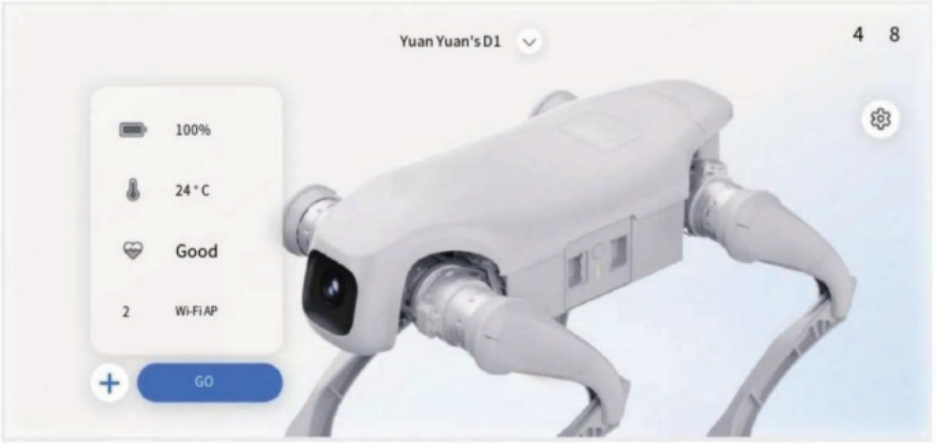 Yuan Yuan's D1
4 8
100%
24°C
Good
2 Wi-Fi AP
GO